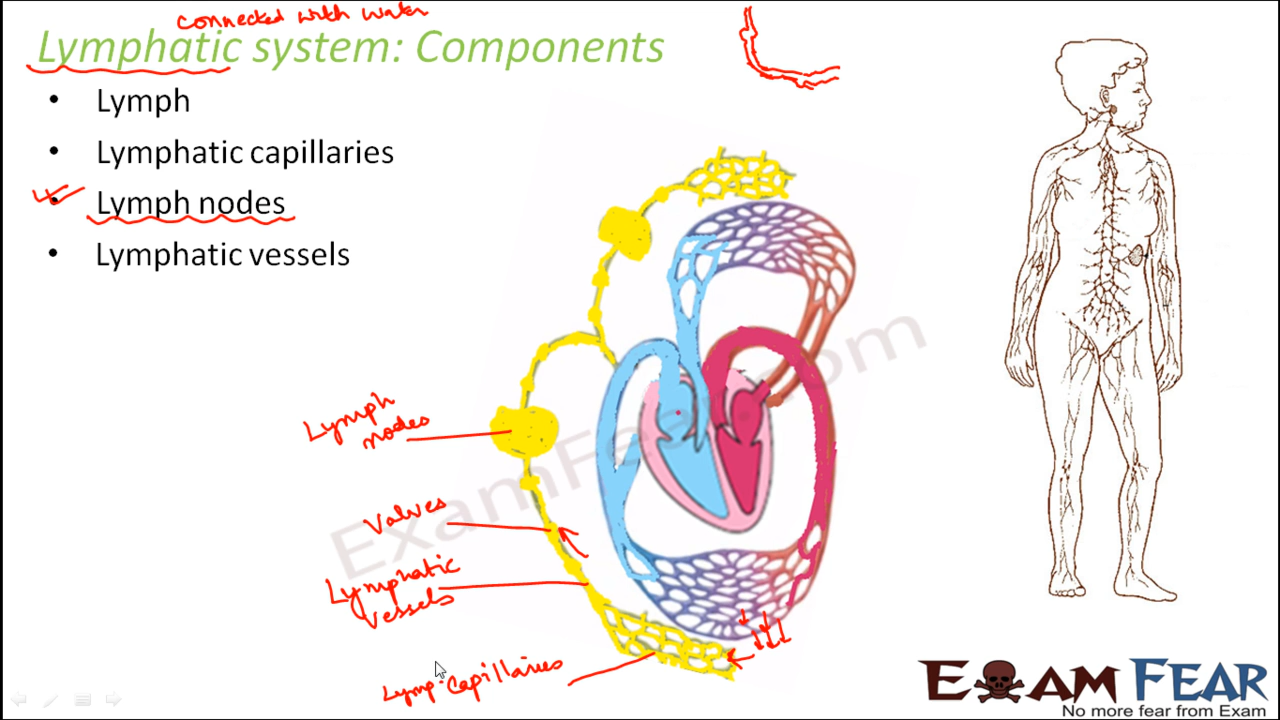 connected with water
Lymphatic system: Components
• Lymph
• Lymphatic capillaries
• Lymph nodes
• Lymphatic vessels
Lymph
nodes
Valves
Lymphatic
vessels
Lymp. capillaries
ExamFear.com
EXAM FEAR
No more fear from Exam